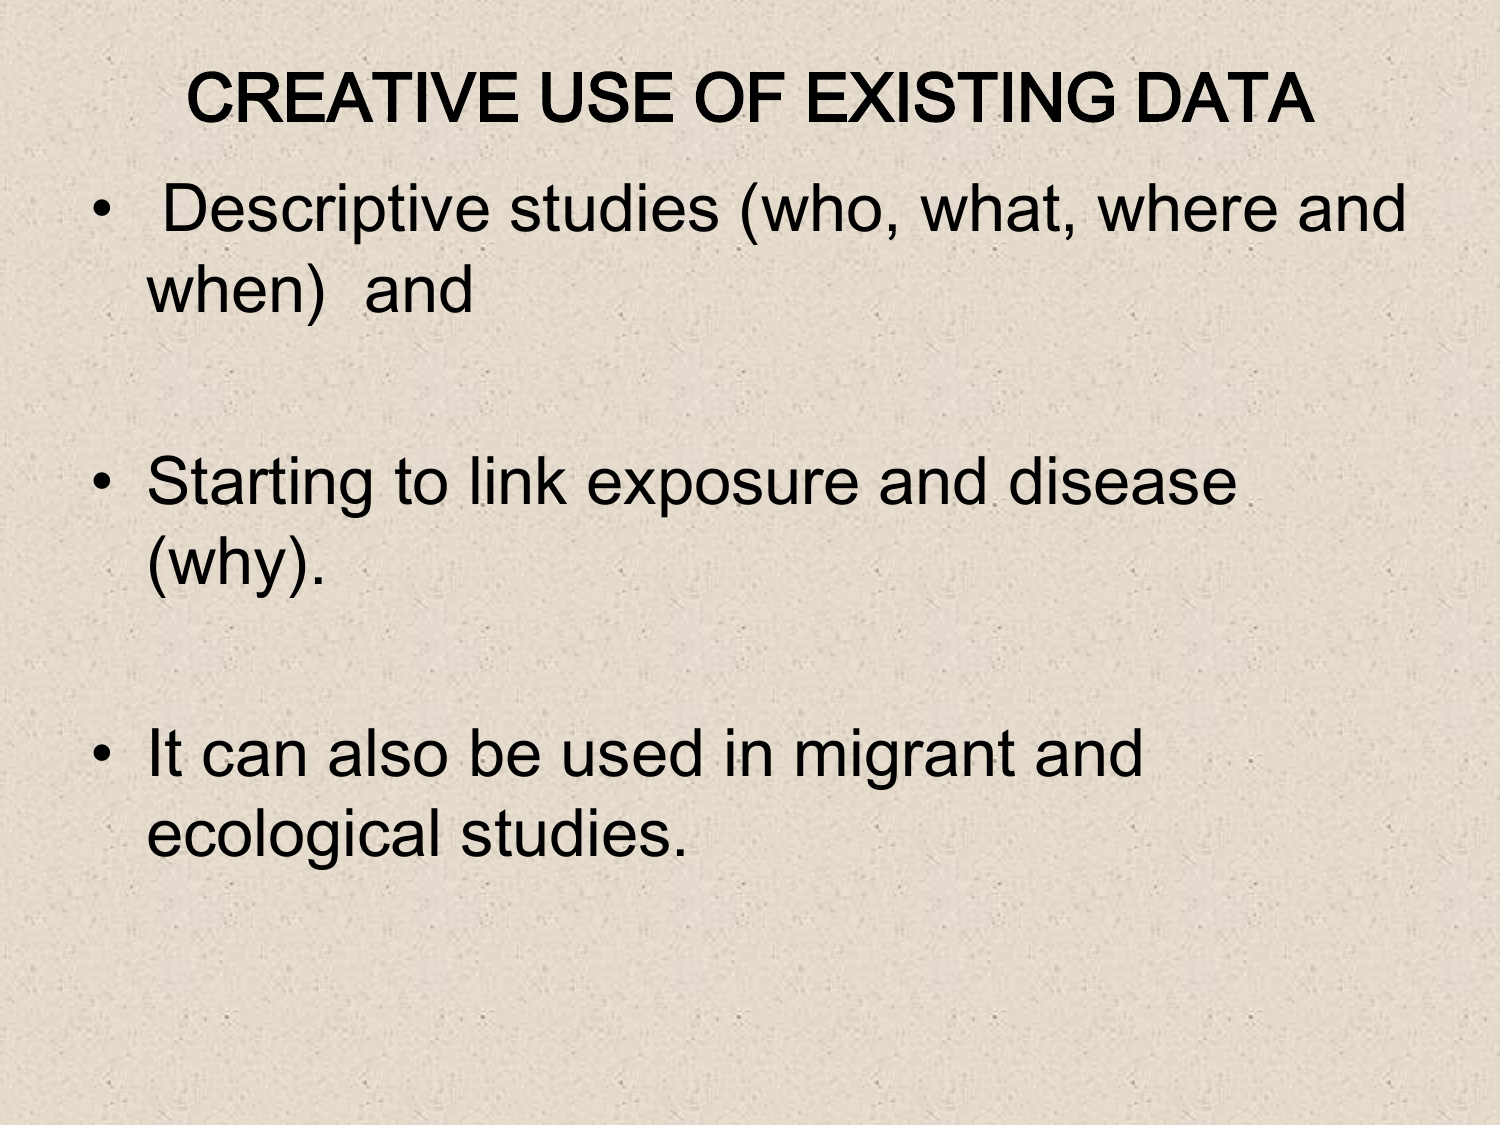 CREATIVE USE OF EXISTING DATA
• Descriptive studies (who, what, where and
when) and
• Starting to link exposure and disease
(why).
• It can also be used in migrant and
ecological studies.